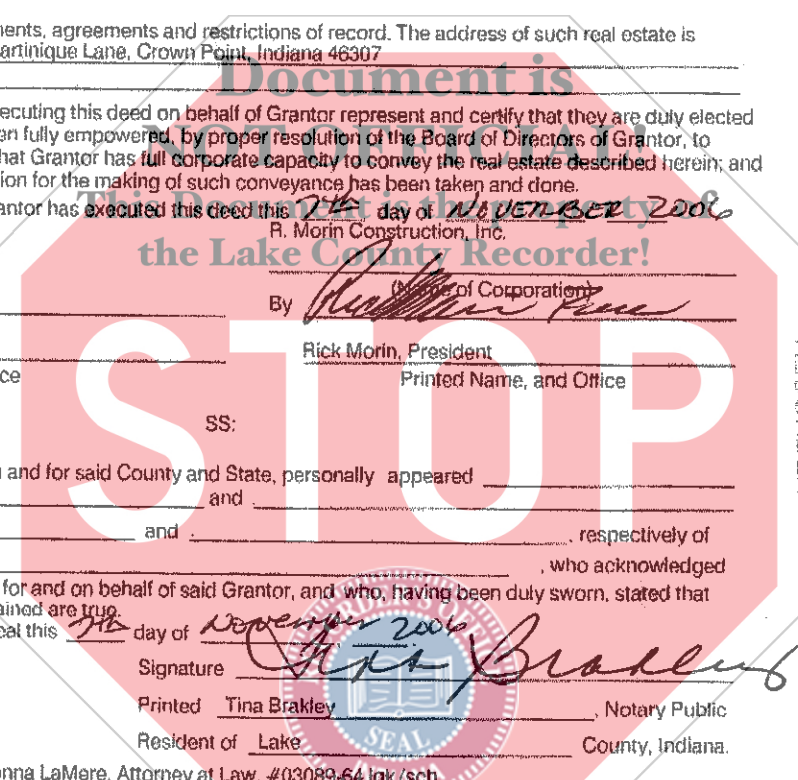 ents, agreements and restrictions of record. The address of such real estate is
artinique Lane, Crown Point, Indiana 46307
Document is
ecuting this deed on behalf of Grantor represent and certify that they are duly elected
en fully empowered, by proper resolution of the Board of Directors of Grantor, to
NOT OFFICIAL!
hat Grantor has full corporate capacity to convey the real estate described herein; and
ion for the making of such conveyance has been taken and done.
This Document is the property of
antor has executed this deed this 7th day of NOVEMBER 2006
R. Morin Construction, Inc.
the Lake County Recorder!
(Name of Corporation)
By
Rick Morin, President
ce Printed Name, and Office
STOP
SS:
and for said County and State, personally appeared
and
and , respectively of
, who acknowledged
for and on behalf of said Grantor, and who, having been duly sworn, stated that
ained are true.
eal this 7th day of November 2006
Signature Tina Brakley
Printed Tina Brakley , Notary Public
SEAL
Resident of Lake County, Indiana.
onna LaMere, Attorney at Law, #03089-64 lgk/sch